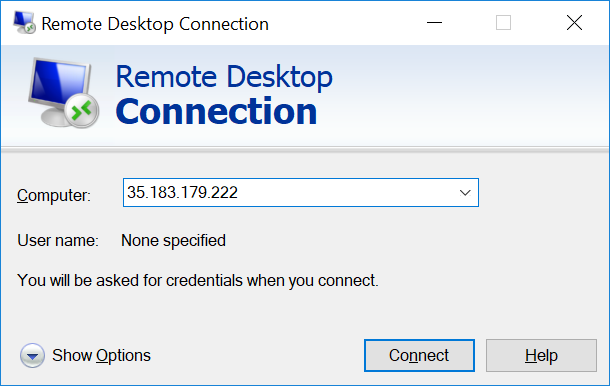 Remote Desktop Connection
Remote Desktop
Connection
Computer: 35.183.179.222
User name: None specified
You will be asked for credentials when you connect.
Show Options Connect Help